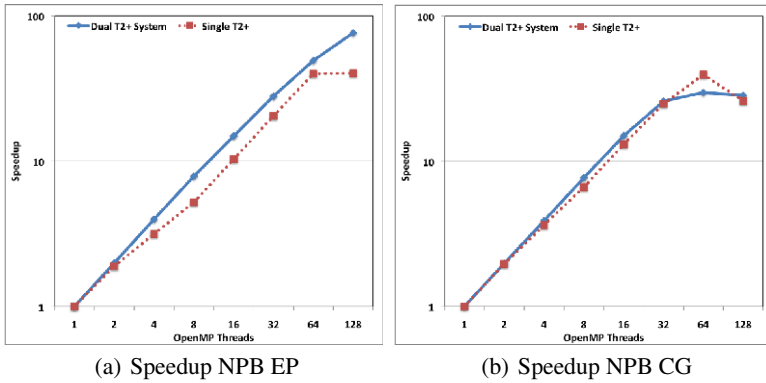 100
Dual T2+ System
Single T2+
10
1
Speedup
1 2 4 8 16 32 64 128
OpenMP Threads
(a) Speedup NPB EP
100
Dual T2+ System
Single T2+
10
1
Speedup
1 2 4 8 16 32 64 128
OpenMP Threads
(b) Speedup NPB CG